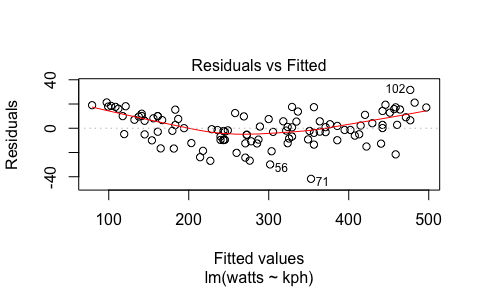 Residuals vs Fitted
Residuals
40
0
-40
102
56
71
100
200
300
400
500
Fitted values
lm(watts ~ kph)